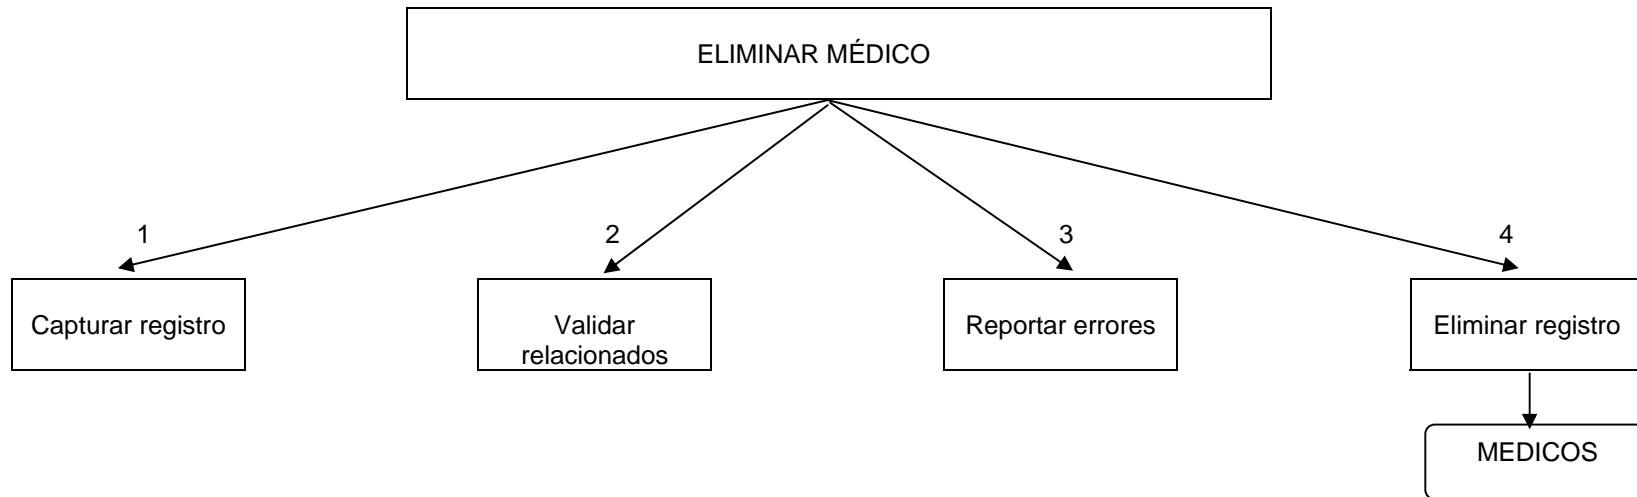 ELIMINAR MÉDICO
1
2
3
4
Capturar registro
Validar
relacionados
Reportar errores
Eliminar registro
MEDICOS